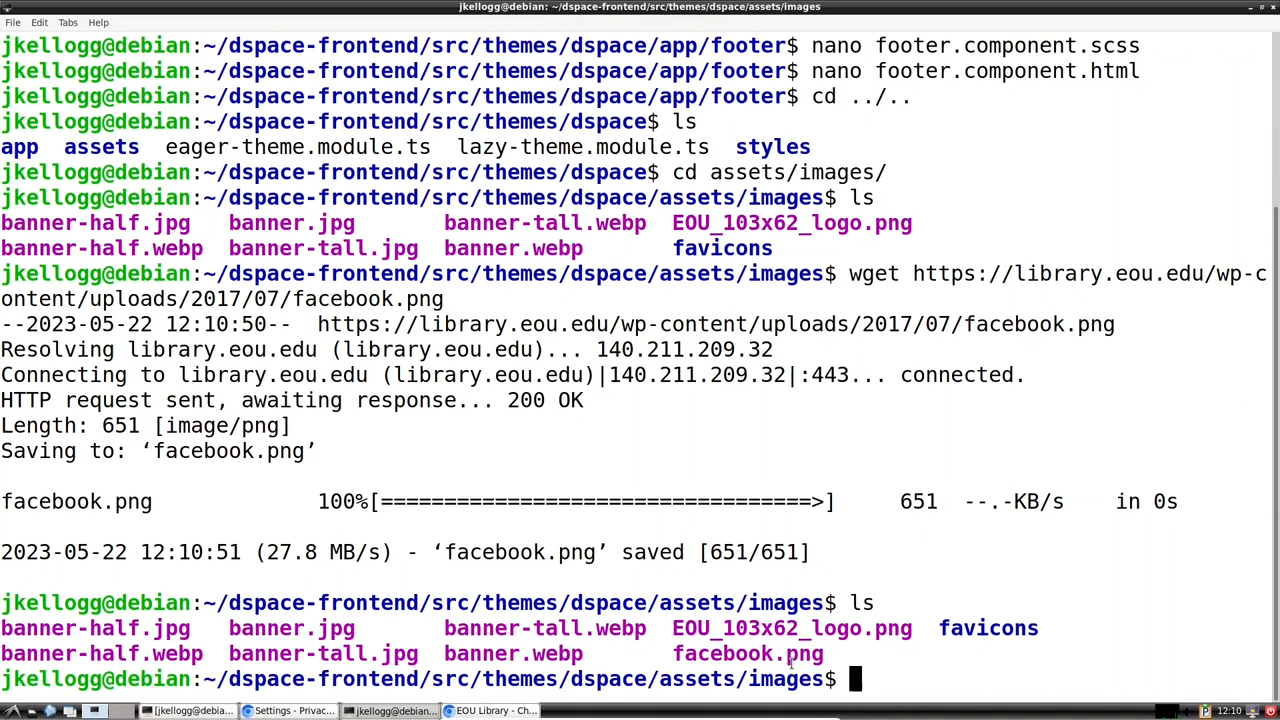 jkellogg@debian: ~/dspace-frontend/src/themes/dspace/assets/images
File Edit Tabs Help
jkellogg@debian:~/dspace-frontend/src/themes/dspace/app/footer$ nano footer.component.scss
jkellogg@debian:~/dspace-frontend/src/themes/dspace/app/footer$ nano footer.component.html
jkellogg@debian:~/dspace-frontend/src/themes/dspace/app/footer$ cd ../..
jkellogg@debian:~/dspace-frontend/src/themes/dspace$ ls
app assets eager-theme.module.ts lazy-theme.module.ts styles
jkellogg@debian:~/dspace-frontend/src/themes/dspace$ cd assets/images/
jkellogg@debian:~/dspace-frontend/src/themes/dspace/assets/images$ ls
banner-half.jpg banner.jpg banner-tall.webp EOU_103x62_logo.png
banner-half.webp banner-tall.jpg banner.webp favicons
jkellogg@debian:~/dspace-frontend/src/themes/dspace/assets/images$ wget https://library.eou.edu/wp-c
ontent/uploads/2017/07/facebook.png
--2023-05-22 12:10:50-- https://library.eou.edu/wp-content/uploads/2017/07/facebook.png
Resolving library.eou.edu (library.eou.edu)... 140.211.209.32
Connecting to library.eou.edu (library.eou.edu)|140.211.209.32|:443... connected.
HTTP request sent, awaiting response... 200 OK
Length: 651 [image/png]
Saving to: ‘facebook.png’
facebook.png 100%[==================================>] 651 --.-KB/s in 0s
2023-05-22 12:10:51 (27.8 MB/s) - ‘facebook.png’ saved [651/651]
jkellogg@debian:~/dspace-frontend/src/themes/dspace/assets/images$ ls
banner-half.jpg banner.jpg banner-tall.webp EOU_103x62_logo.png favicons
banner-half.webp banner-tall.jpg banner.webp facebook.png
jkellogg@debian:~/dspace-frontend/src/themes/dspace/assets/images$
[jkellogg@debia... Settings - Privac... jkellogg@debian... EOU Library - Ch... 12:10